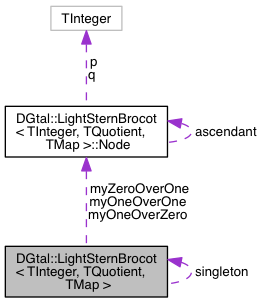 TInteger
p
q
DGtal::LightSternBrocot
< TInteger, TQuotient,
TMap >::Node
ascendant
myZeroOverOne
myOneOverOne
myOneOverZero
DGtal::LightSternBrocot
< TInteger, TQuotient,
TMap >
singleton